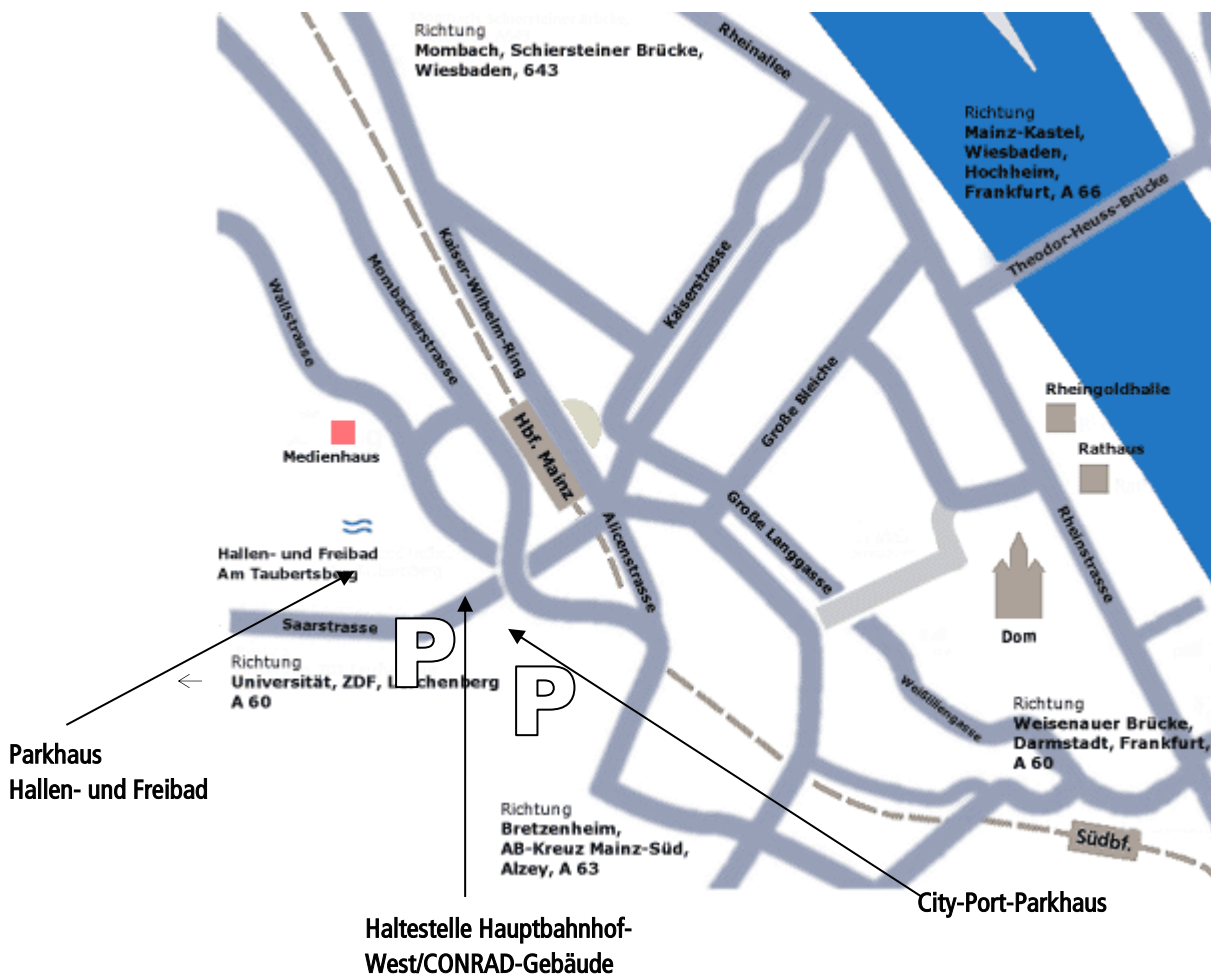 Richtung
Mombach, Schiersteiner Brücke,
Wiesbaden, 643
Rheinallee
Richtung
Mainz-Kastel,
Wiesbaden,
Hochheim,
Frankfurt, A 66
Theodor-Heuss-Brücke
Wallstrasse
Mombacherstrasse
Kaiser-Wilhelm-Ring
Kaiserstrasse
Große Bleiche
Rheingoldhalle
Rathaus
Medienhaus
Hbf. Mainz
Große Langgasse
Alicenstrasse
Rheinstrasse
Hallen- und Freibad
Am Taubertsberg
Saarstrasse
Dom
P
P
Richtung
Universität, ZDF, Lerchenberg
A 60
Weißliliengasse
Richtung
Weisenauer Brücke,
Darmstadt, Frankfurt,
A 60
Parkhaus
Hallen- und Freibad
Richtung
Bretzenheim,
AB-Kreuz Mainz-Süd,
Alzey, A 63
Südbf.
City-Port-Parkhaus
Haltestelle Hauptbahnhof-
West/CONRAD-Gebäude